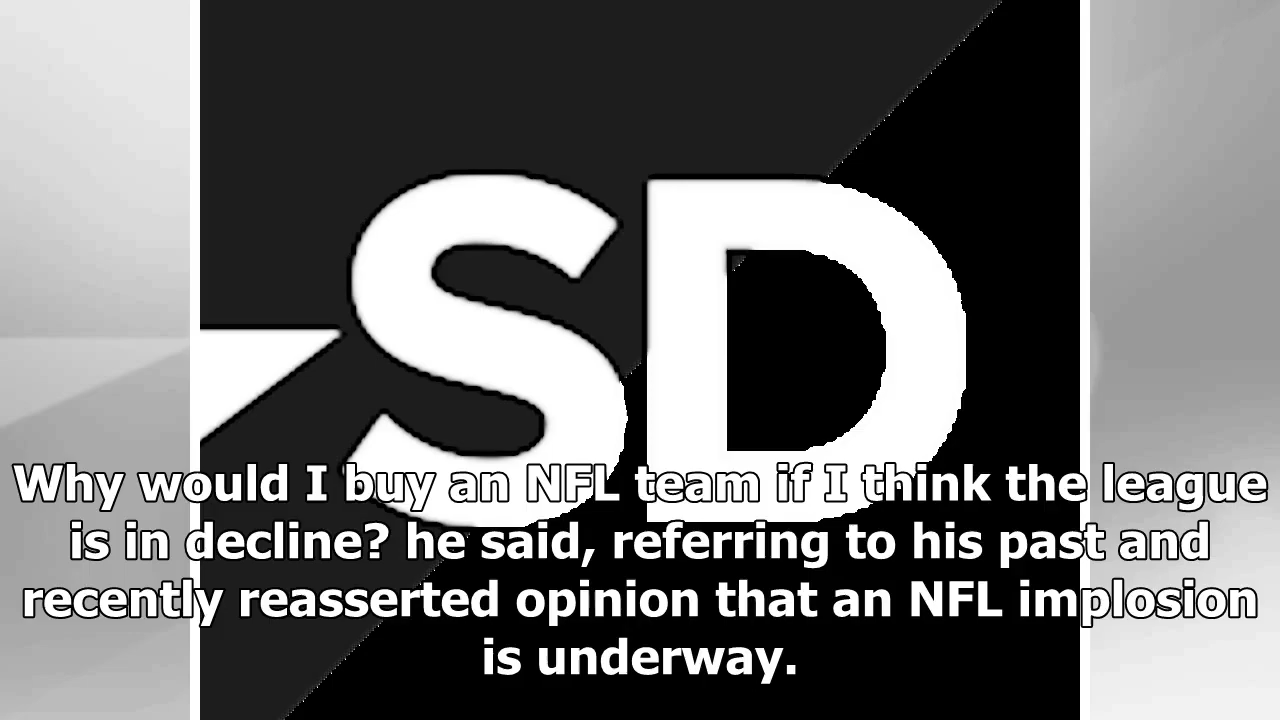 SD
Why would I buy an NFL team if I think the league
is in decline? he said, referring to his past and
recently reasserted opinion that an NFL implosion
is underway.